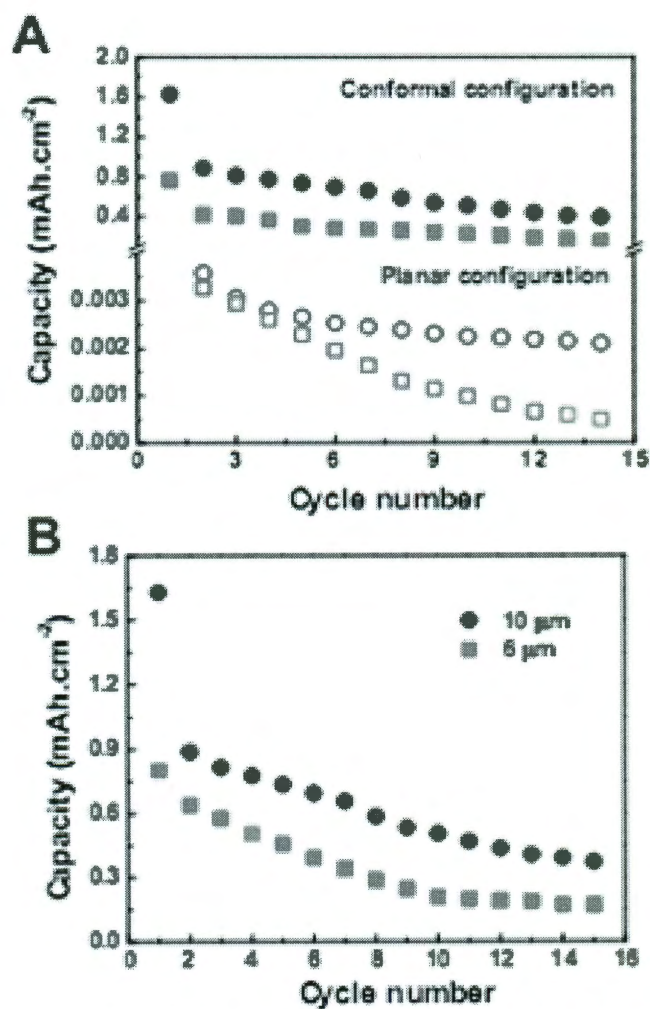 A
2.0
1.6
1.2
0.8
0.4
0.003
0.002
0.001
0.000
Capacity (mAh.cm⁻²)
Conformal configuration
Planar configuration
0 3 6 9 12 15
Cycle number
B
1.8
1.5
1.2
0.9
0.6
0.3
0.0
Capacity (mAh.cm⁻²)
10 µm
5 µm
0 2 4 6 8 10 12 14 16
Cycle number